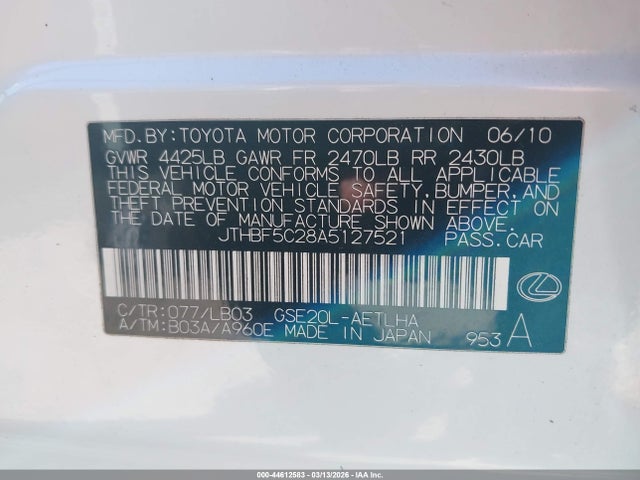 MFD.BY:TOYOTA MOTOR CORPORATION 06/10
GVWR 4425LB GAWR FR 2470LB RR 2430LB
THIS VEHICLE CONFORMS TO ALL APPLICABLE
FEDERAL MOTOR VEHICLE SAFETY,BUMPER,AND
THEFT PREVENTION STANDARDS IN EFFECT ON
THE DATE OF MANUFACTURE SHOWN ABOVE.
JTHBF5C28A5127521 PASS.CAR
C/TR:077/LB03 GSE20L-AETLHA
A/TM:B03A/A960E MADE IN JAPAN 953 A
000-44612583 | 03/13/2026 | IAA Inc.